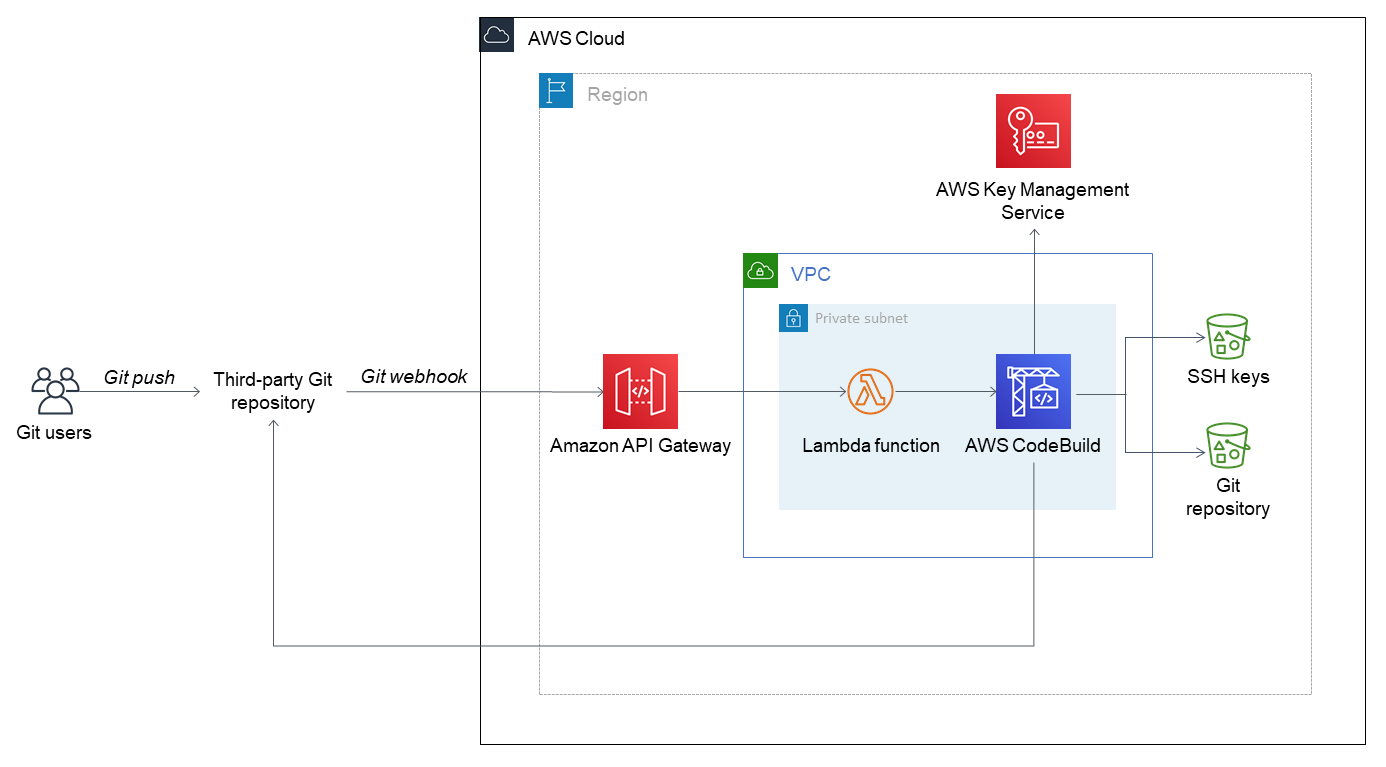 AWS Cloud
Region
AWS Key Management
Service
VPC
Private subnet
Git users
Git push
Third-party Git
repository
Git webhook
Amazon API Gateway
Lambda function
AWS CodeBuild
SSH keys
Git
repository